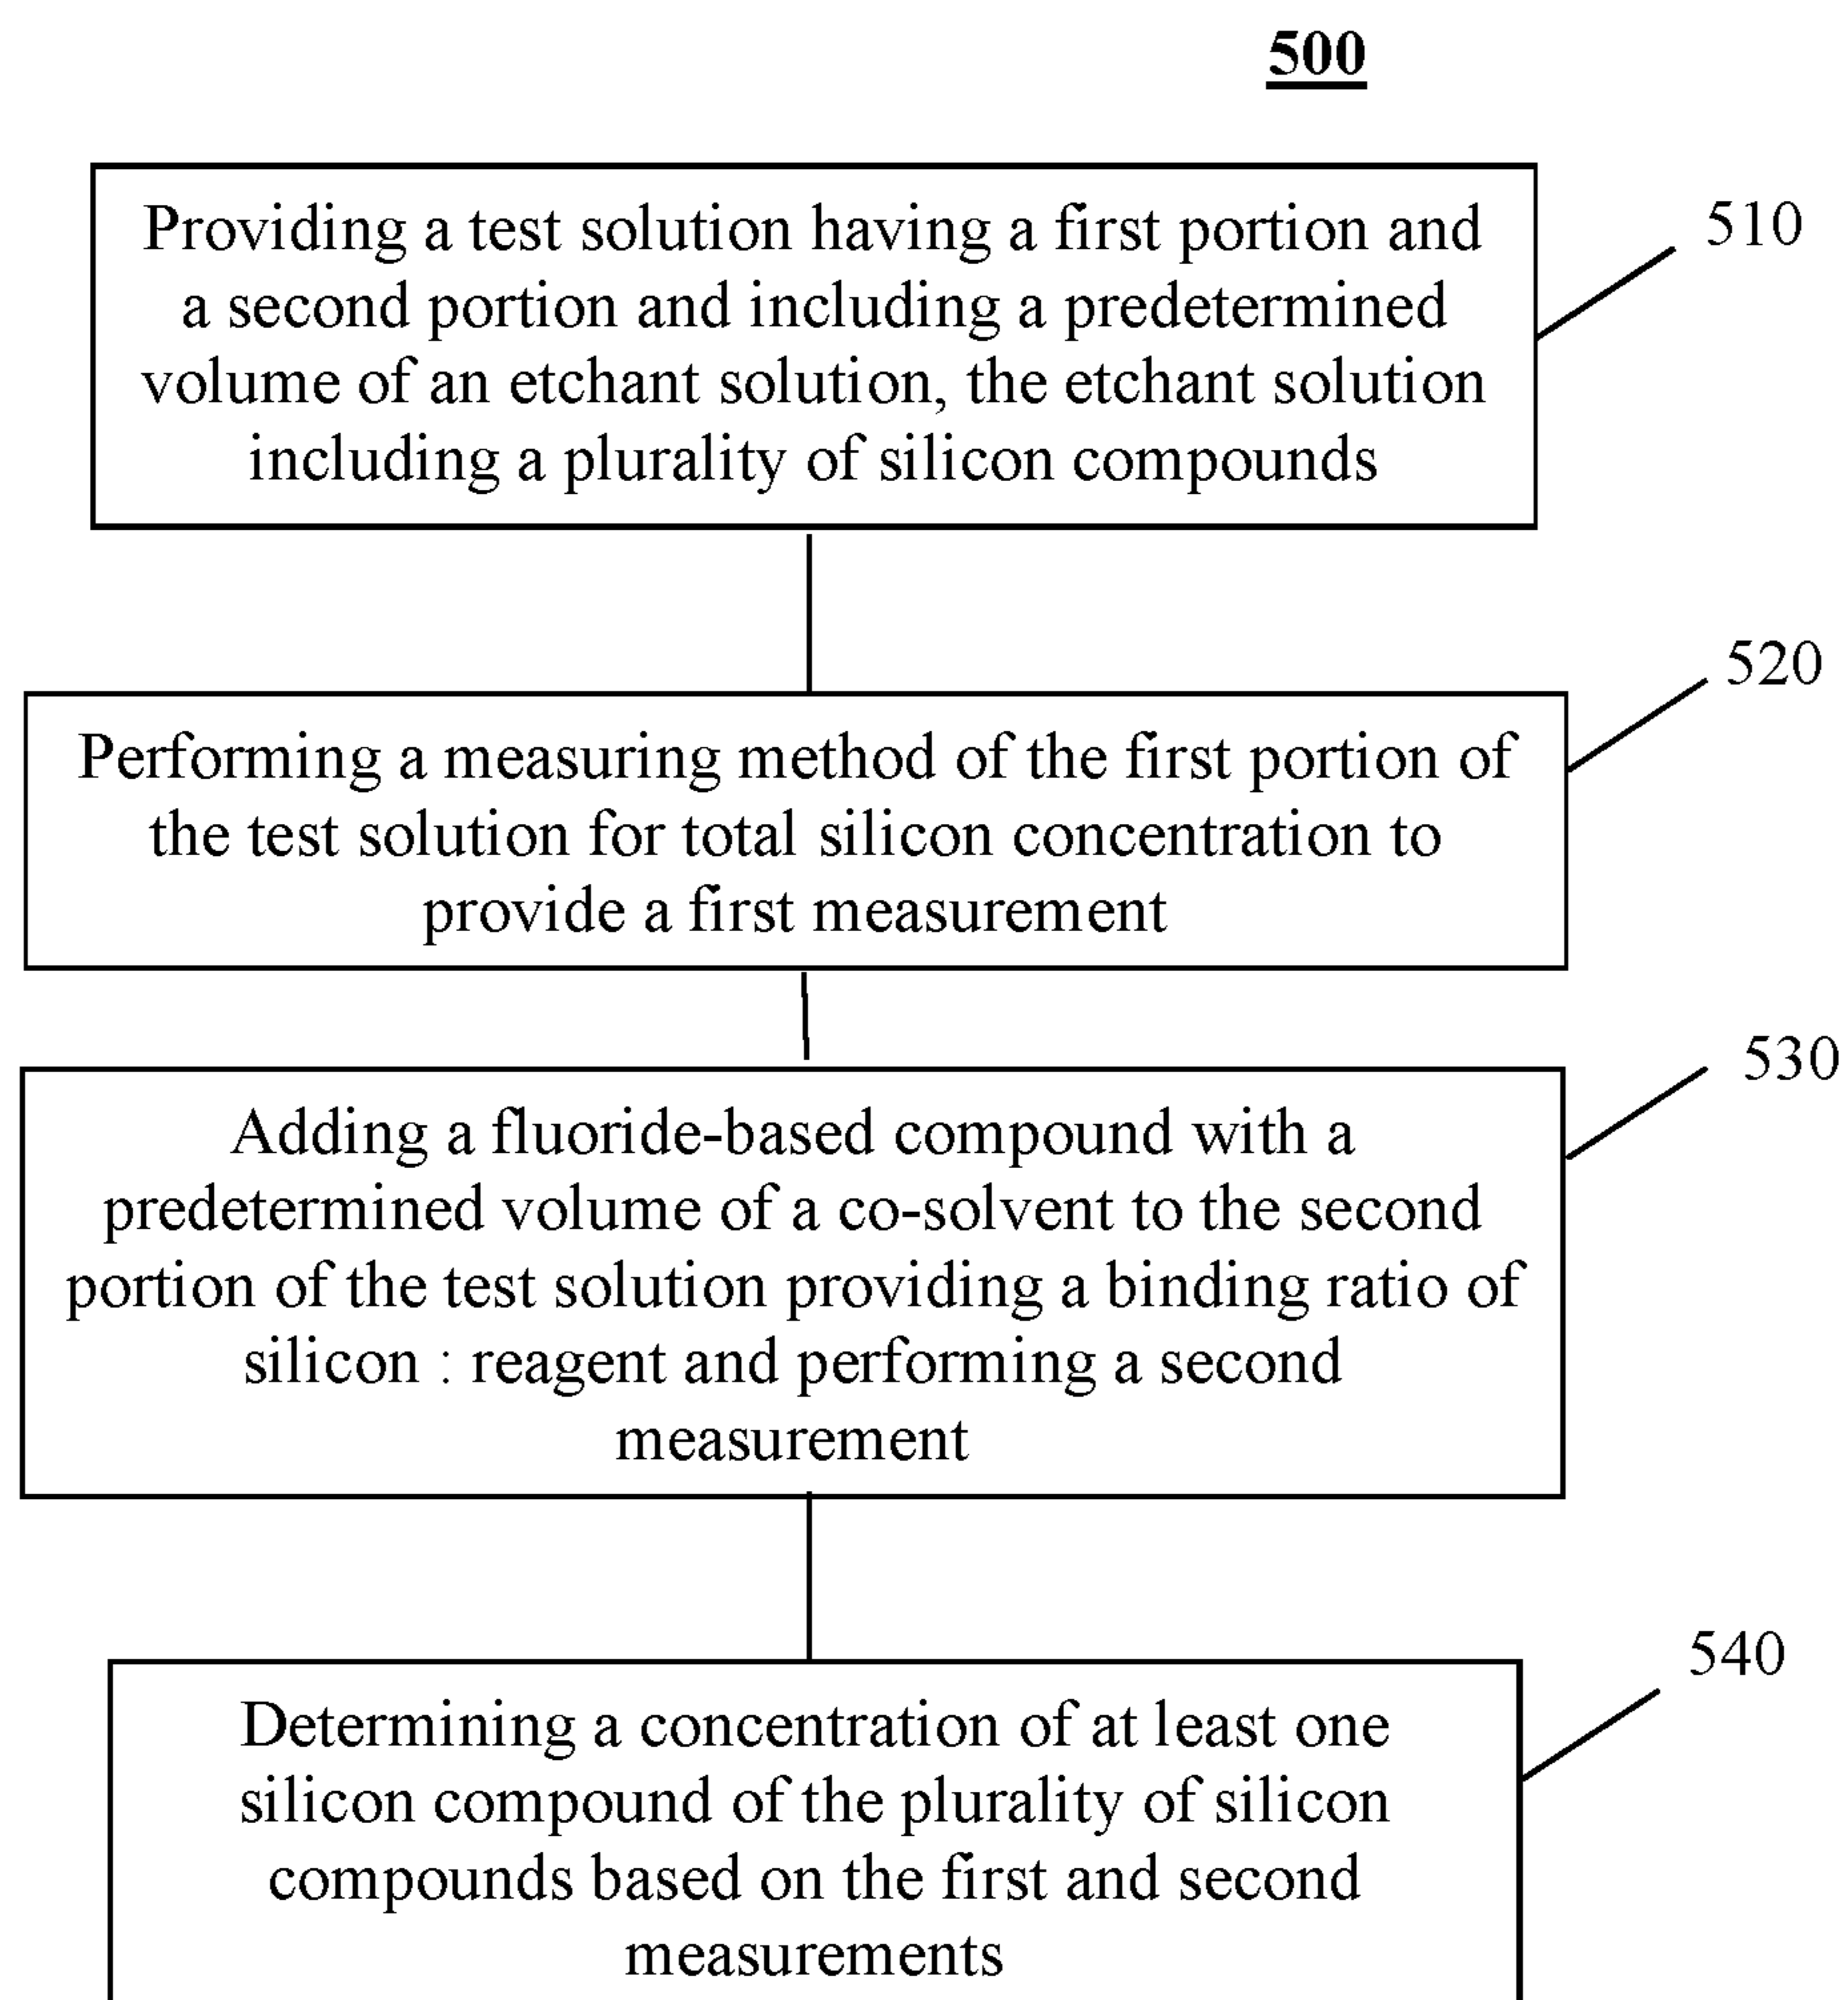 500
Providing a test solution having a first portion and
a second portion and including a predetermined
volume of an etchant solution, the etchant solution
including a plurality of silicon compounds
510
Performing a measuring method of the first portion of
the test solution for total silicon concentration to
provide a first measurement
520
Adding a fluoride-based compound with a
predetermined volume of a co-solvent to the second
portion of the test solution providing a binding ratio of
silicon : reagent and performing a second
measurement
530
Determining a concentration of at least one
silicon compound of the plurality of silicon
compounds based on the first and second
measurements
540